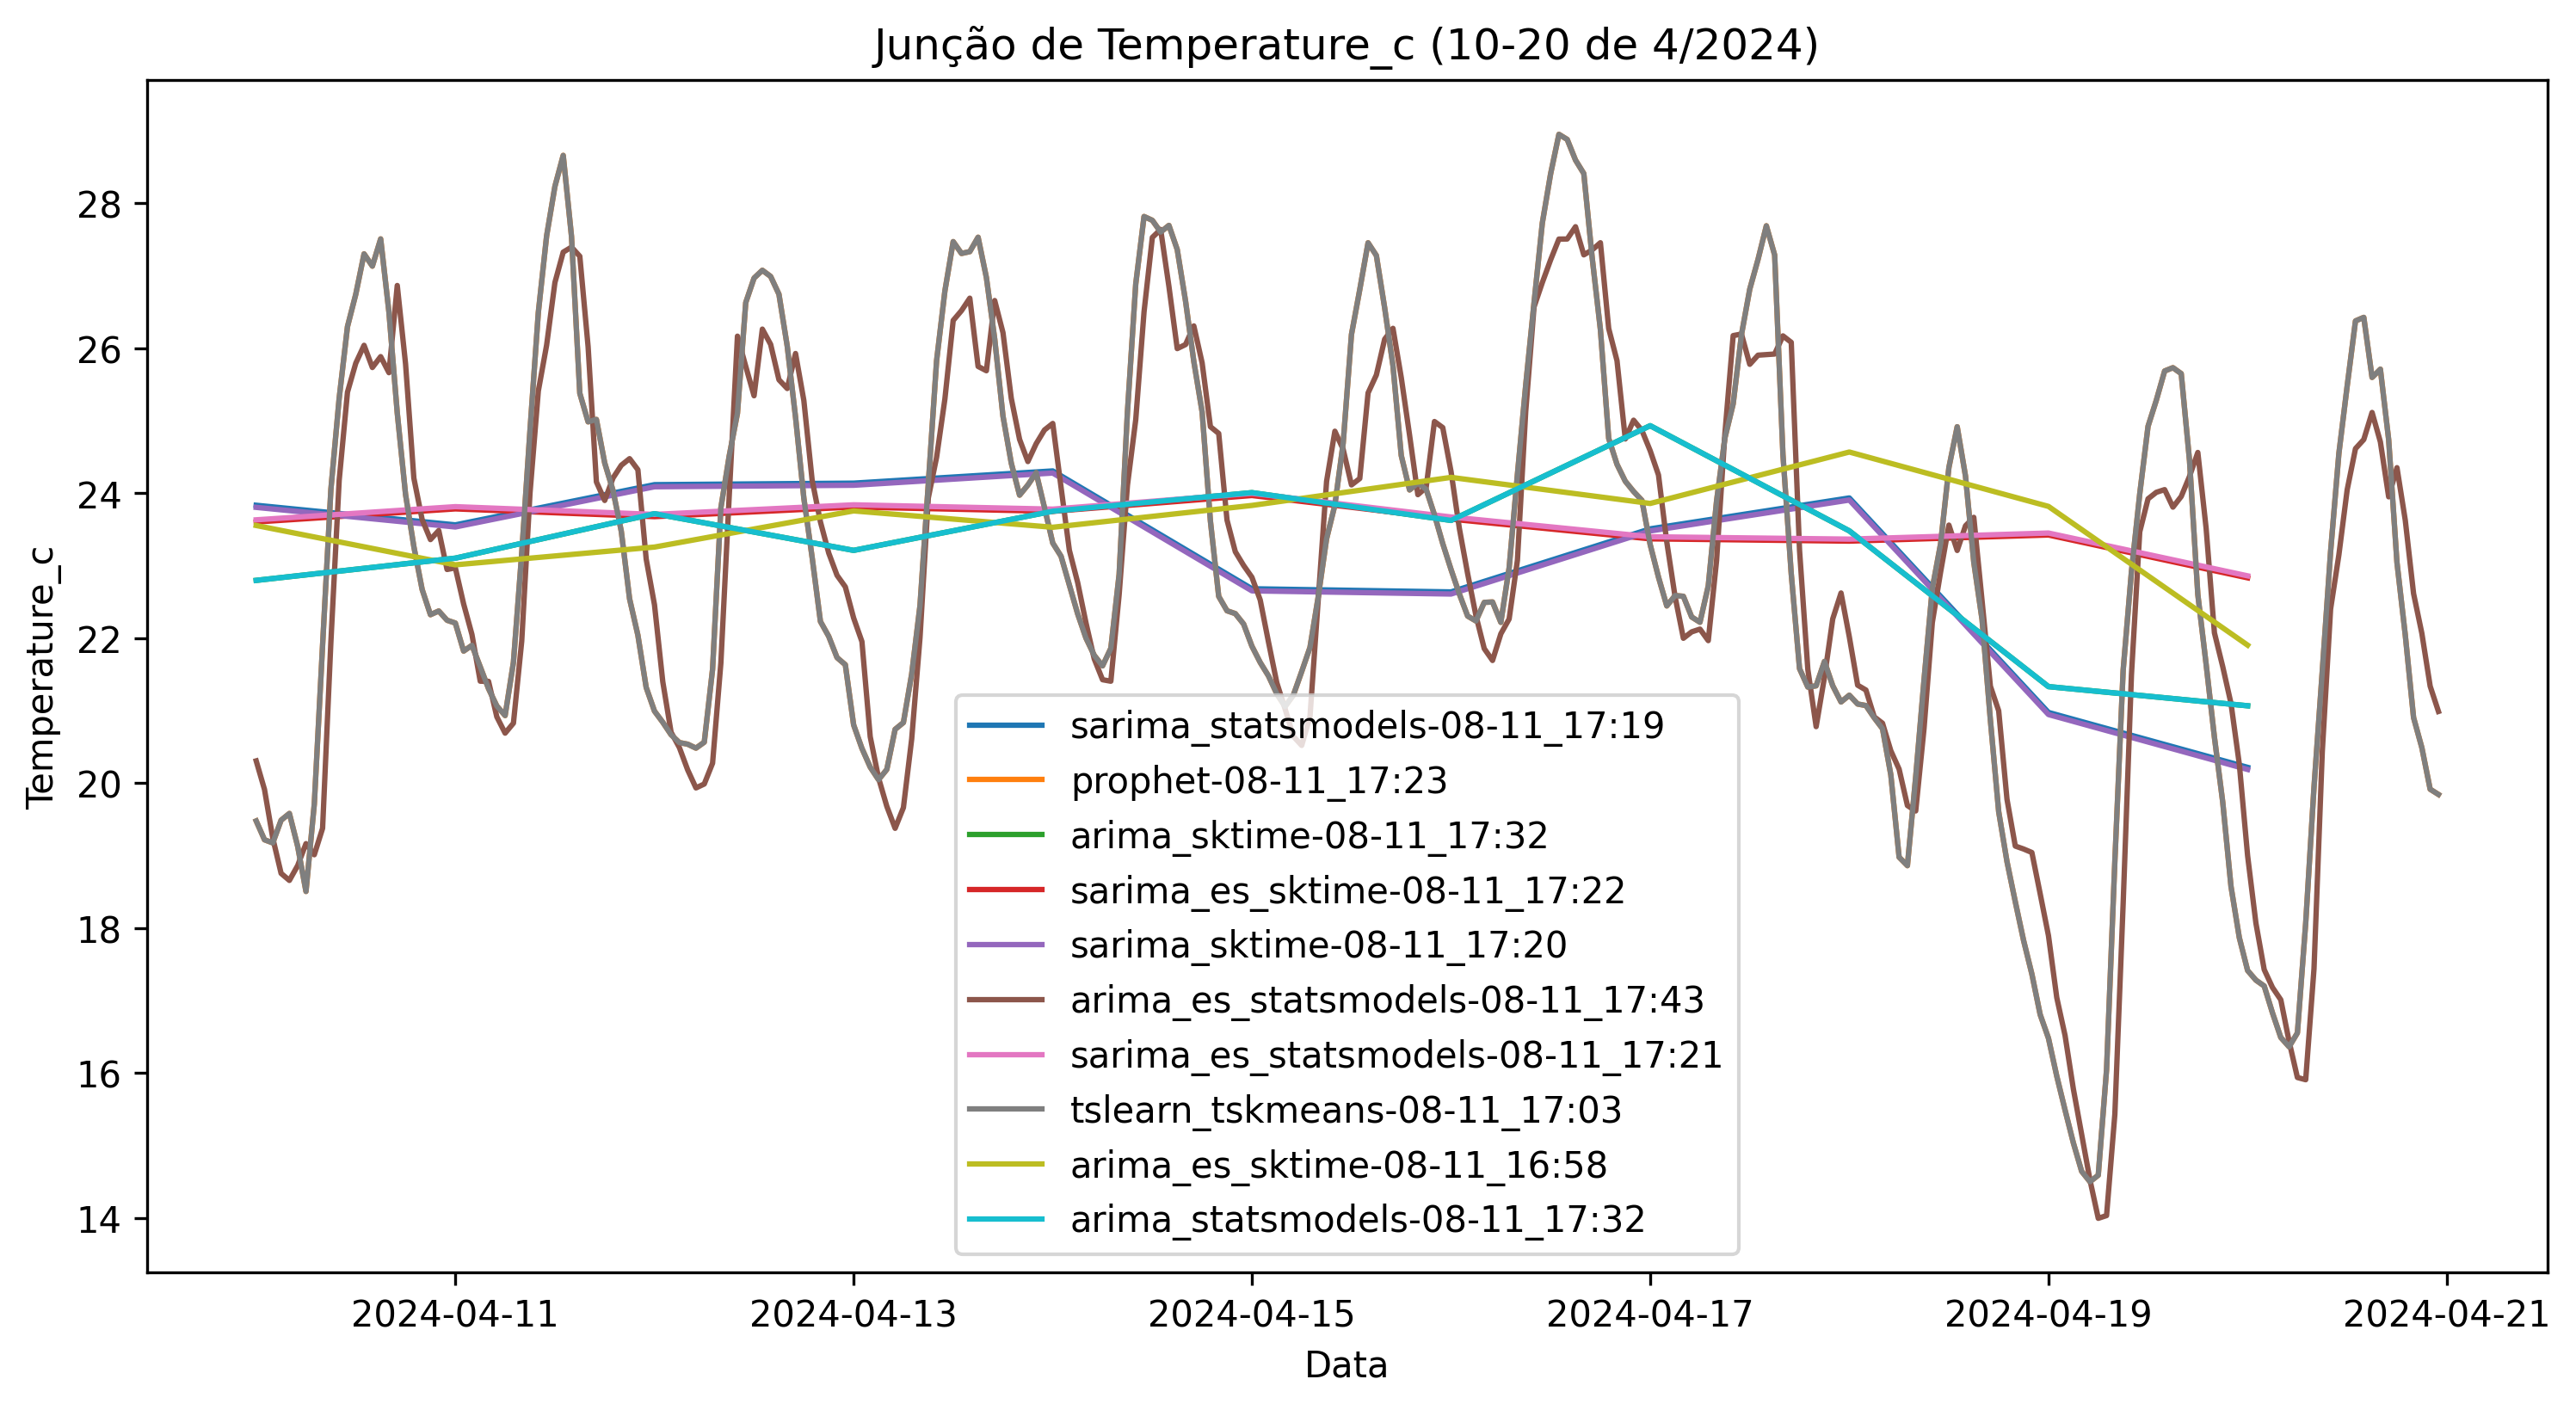 Junção de Temperature_c (10-20 de 4/2024)
Temperature_c
28
26
24
22
20
18
16
14
sarima_statsmodels-08-11_17:19
prophet-08-11_17:23
arima_sktime-08-11_17:32
sarima_es_sktime-08-11_17:22
sarima_sktime-08-11_17:20
arima_es_statsmodels-08-11_17:43
sarima_es_statsmodels-08-11_17:21
tslearn_tskmeans-08-11_17:03
arima_es_sktime-08-11_16:58
arima_statsmodels-08-11_17:32
2024-04-11
2024-04-13
2024-04-15
2024-04-17
2024-04-19
2024-04-21
Data